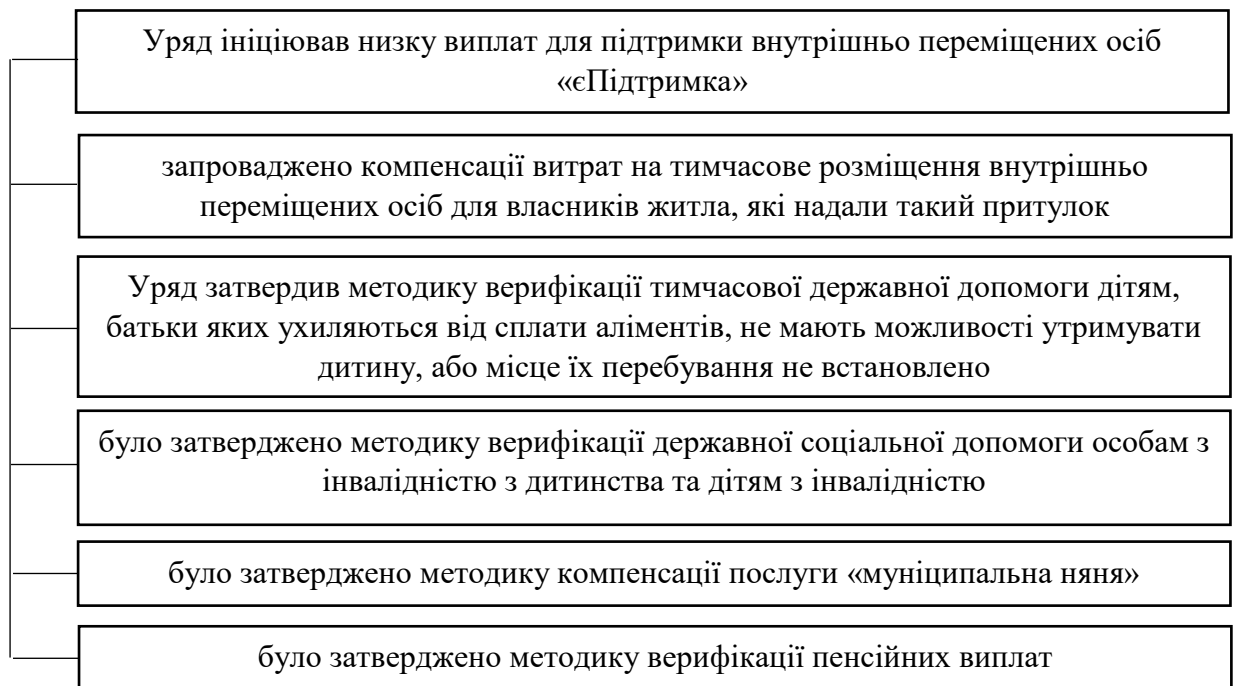 Уряд ініціював низку виплат для підтримки внутрішньо переміщених осіб
«єПідтримка»
запроваджено компенсації витрат на тимчасове розміщення внутрішньо
переміщених осіб для власників житла, які надали такий притулок
Уряд затвердив методику верифікації тимчасової державної допомоги дітям,
батьки яких ухиляються від сплати аліментів, не мають можливості утримувати
дитину, або місце їх перебування не встановлено
було затверджено методику верифікації державної соціальної допомоги особам з
інвалідністю з дитинства та дітям з інвалідністю
було затверджено методику компенсації послуги «муніципальна няня»
було затверджено методику верифікації пенсійних виплат